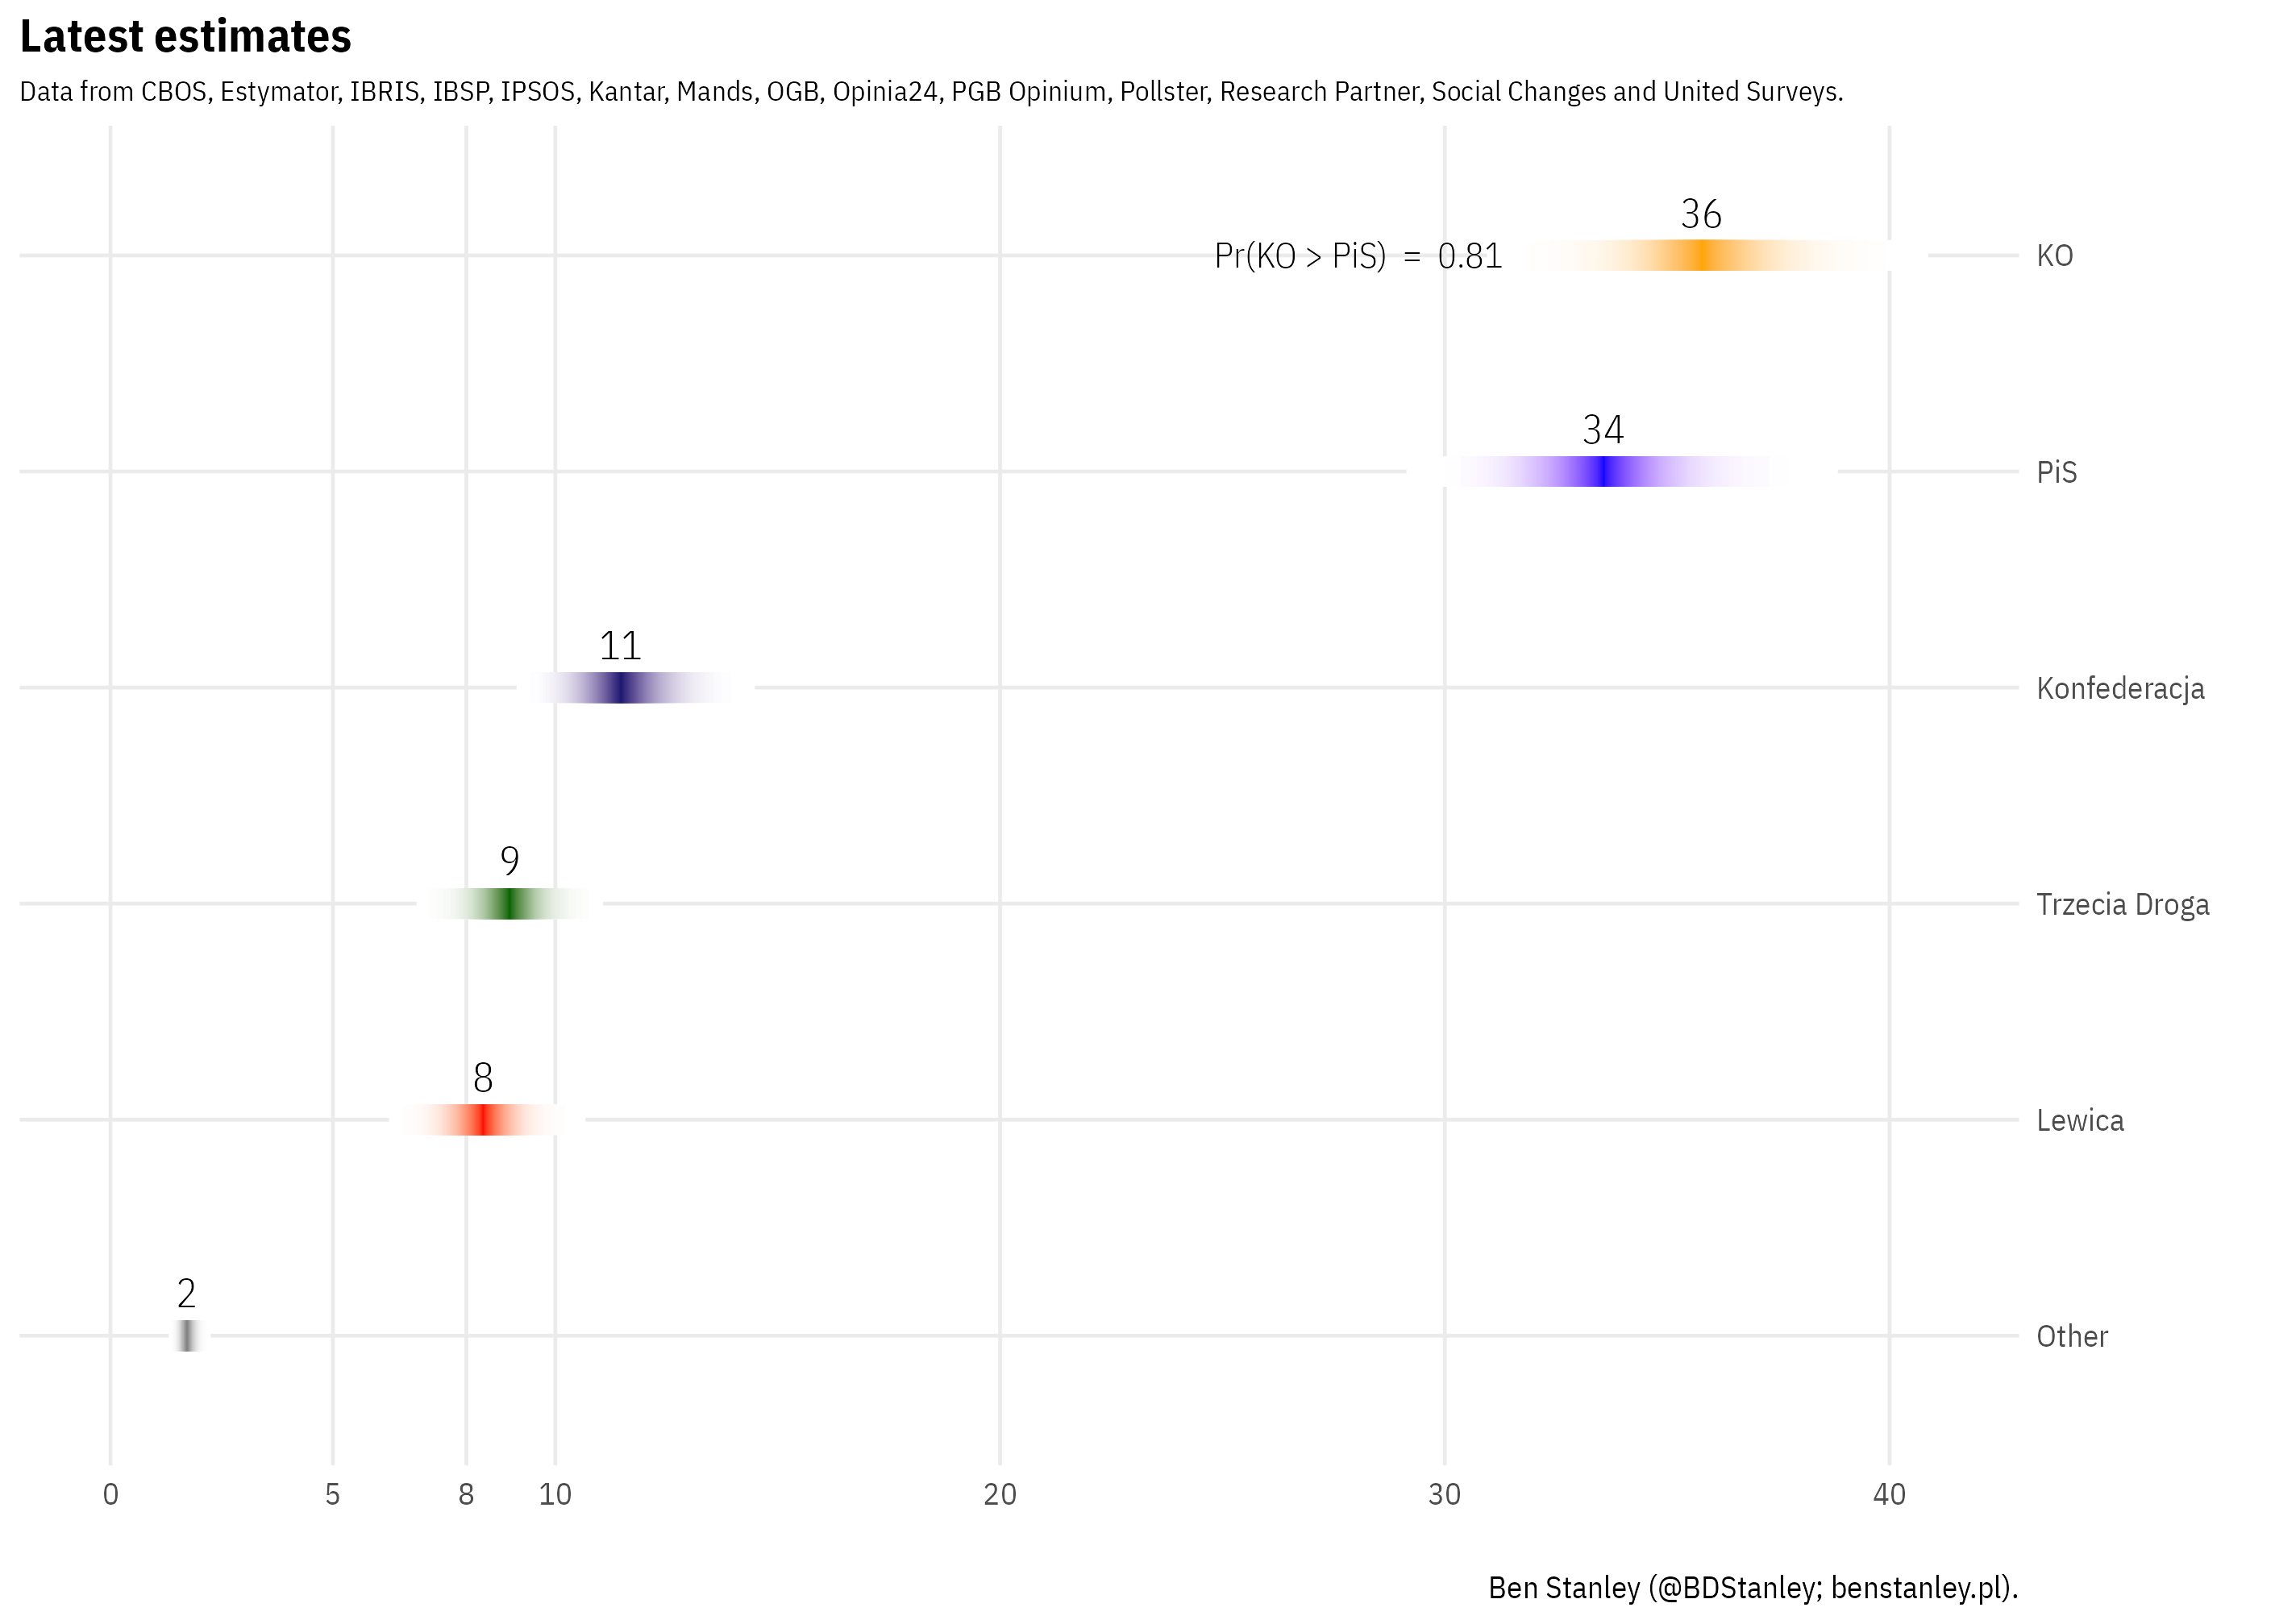 Latest estimates
Data from CBOS, Estymator, IBRIS, IBSP, IPSOS, Kantar, Mands, OGB, Opinia24, PGB Opinium, Pollster, Research Partner, Social Changes and United Surveys.
36
Pr(KO > PiS) = 0.81
KO
34
PiS
11
Konfederacja
9
Trzecia Droga
8
Lewica
2
Other
0 5 8 10 20 30 40
Ben Stanley (@BDStanley; benstanley.pl).